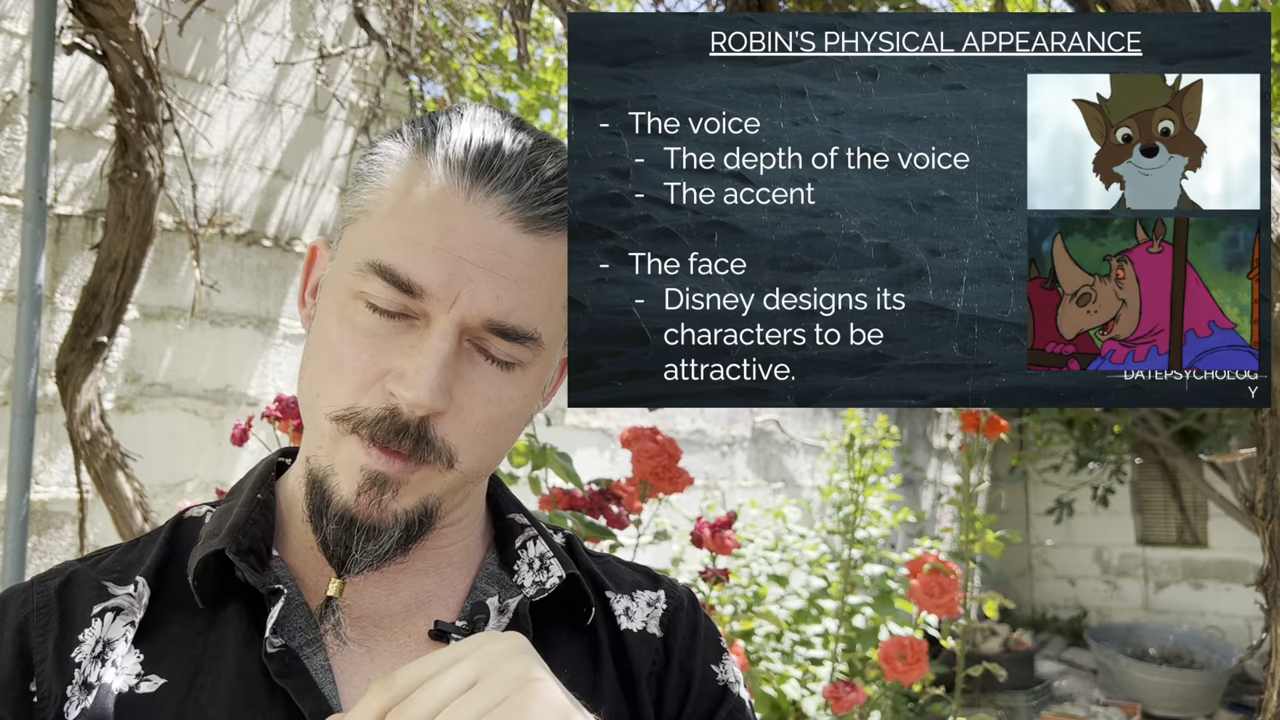 ROBIN'S PHYSICAL APPEARANCE
- The voice
- The depth of the voice
- The accent
- The face
- Disney designs its
characters to be
attractive.
DATEPSYCHOLOG
Y